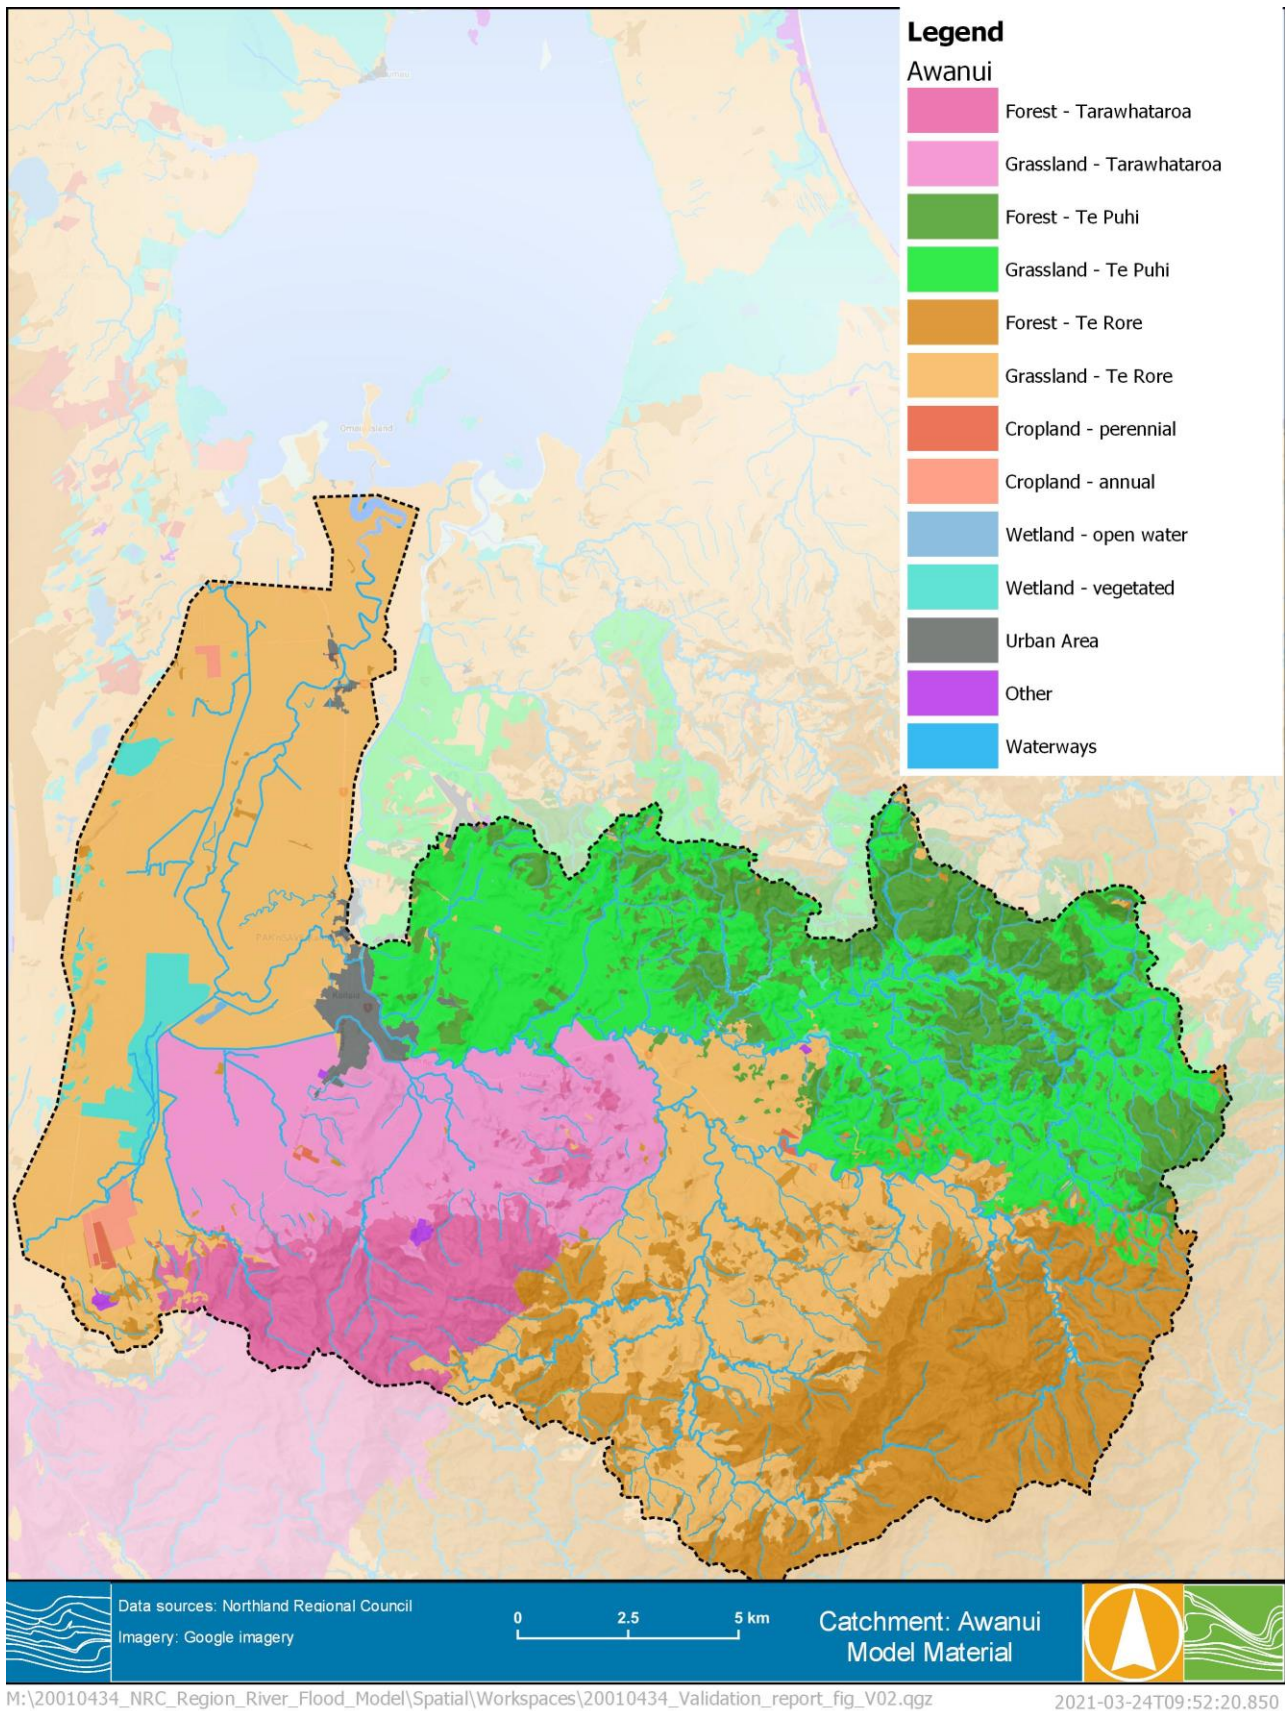 Legend
Awanui
Forest - Tarawhataroa
Grassland - Tarawhataroa
Forest - Te Puhi
Grassland - Te Puhi
Forest - Te Rore
Grassland - Te Rore
Cropland - perennial
Cropland - annual
Wetland - open water
Wetland - vegetated
Urban Area
Other
Waterways
Island
Kaitaia
Data sources: Northland Regional Council
Imagery: Google imagery
0 2.5 5 km
Catchment: Awanui
Model Material
M:\20010434_NRC_Region_River_Flood_Model\Spatial\Workspaces\20010434_Validation_report_fig_V02.qgz
2021-03-24T09:52:20.850